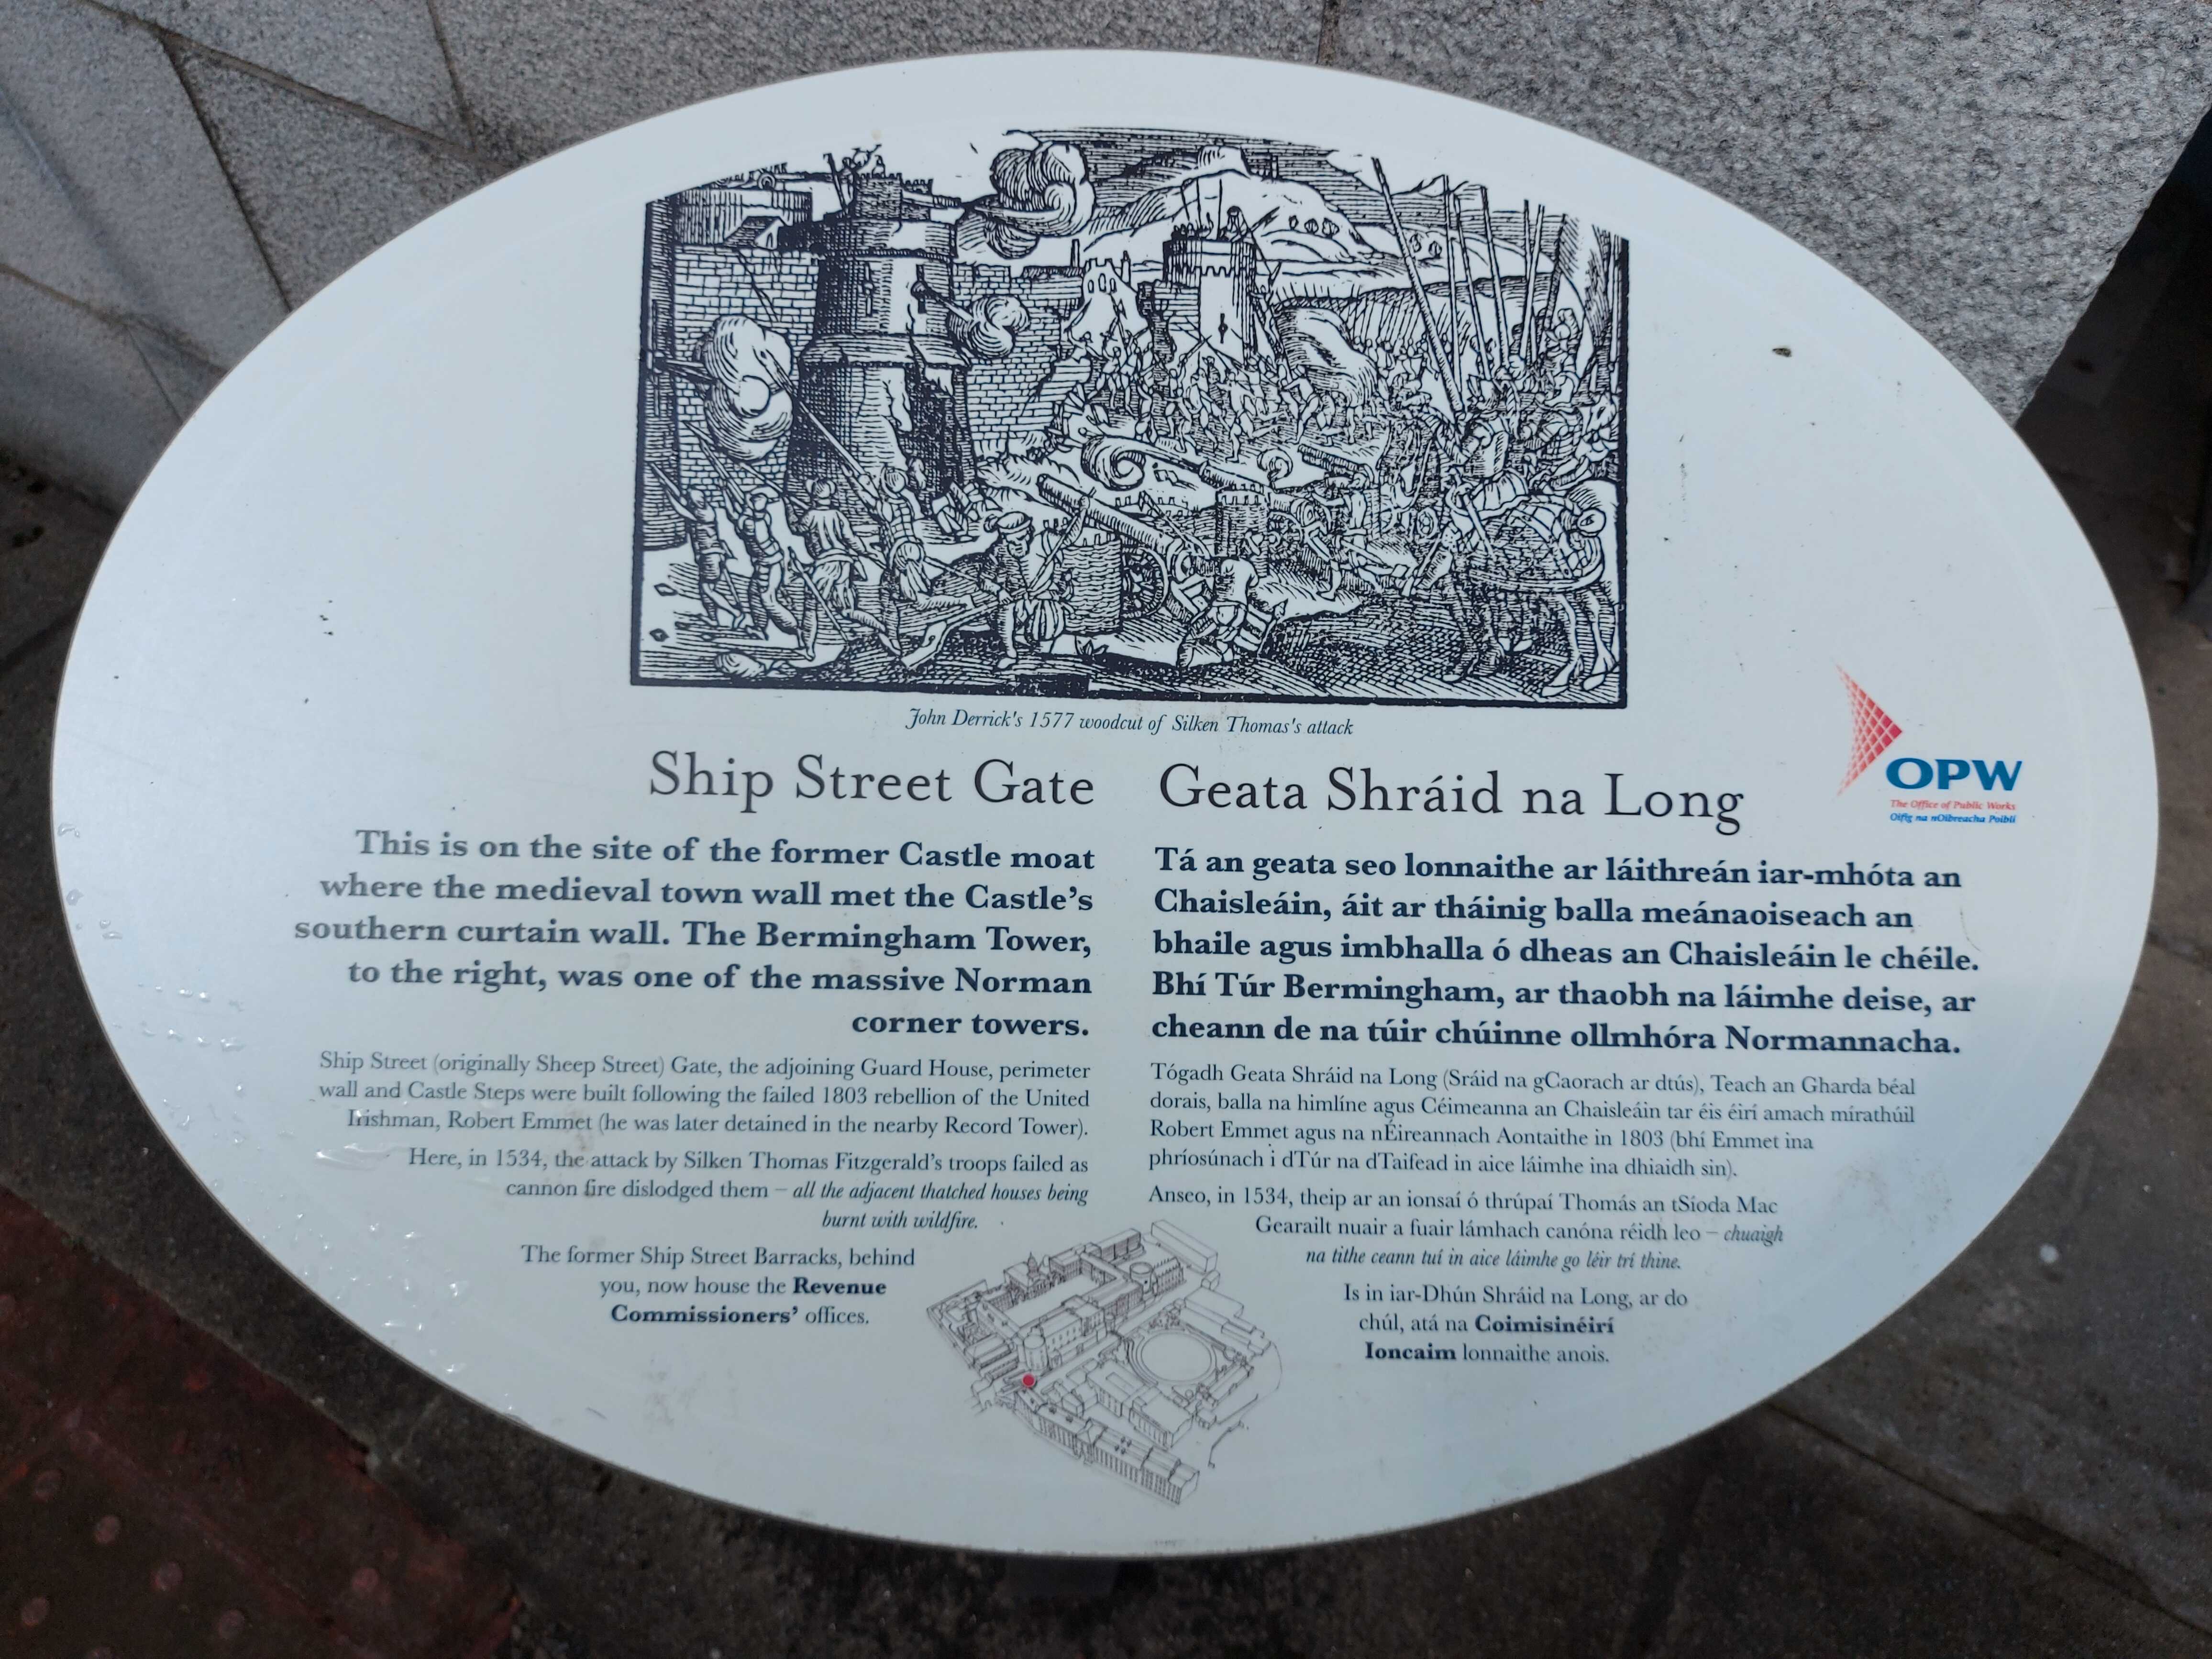 John Derrick's 1577 woodcut of Silken Thomas's attack
Ship Street Gate
This is on the site of the former Castle moat
where the medieval town wall met the Castle's
southern curtain wall. The Bermingham Tower,
to the right, was one of the massive Norman
corner towers.
Ship Street (originally Sheep Street) Gate, the adjoining Guard House, perimeter
wall and Castle Steps were built following the failed 1803 rebellion of the United
Irishman, Robert Emmet (he was later detained in the nearby Record Tower).
Here, in 1534, the attack by Silken Thomas Fitzgerald's troops failed as
cannon fire dislodged them – all the adjacent thatched houses being
burnt with wildfire.
The former Ship Street Barracks, behind
you, now house the Revenue
Commissioners' offices.
Geata Shráid na Long
Tá an geata seo lonnaithe ar láithreán iar-mhóta an
Chaisleáin, áit ar tháinig balla meánaoiseach an
bhaile agus imbhalla ó dheas an Chaisleáin le chéile.
Bhí Túr Bermingham, ar thaobh na láimhe deise, ar
cheann de na túir chúinne ollmhóra Normannacha.
Tógadh Geata Shráid na Long (Sráid na gCaorach ar dtús), Teach an Gharda béal
dorais, balla na himlíne agus Céimeanna an Chaisleáin tar éis éirí amach mírathúil
Robert Emmet agus na nÉireannach Aontaithe in 1803 (bhí Emmet ina
phríosúnach i dTúr na dTaifead in aice láimhe ina dhiaidh sin).
Anseo, in 1534, theip ar an ionsaí ó thrúpaí Thomás an tSíoda Mac
Gearailt nuair a fuair lámhach canóna réidh leo – chuaigh
na tithe ceann tuí in aice láimhe go léir trí thine.
Is in iar-Dhún Shráid na Long, ar do
chúl, atá na Coimisinéirí
Ioncaim lonnaithe anois.
OPW
The Office of Public Works
Oifig na nOibreacha Poiblí